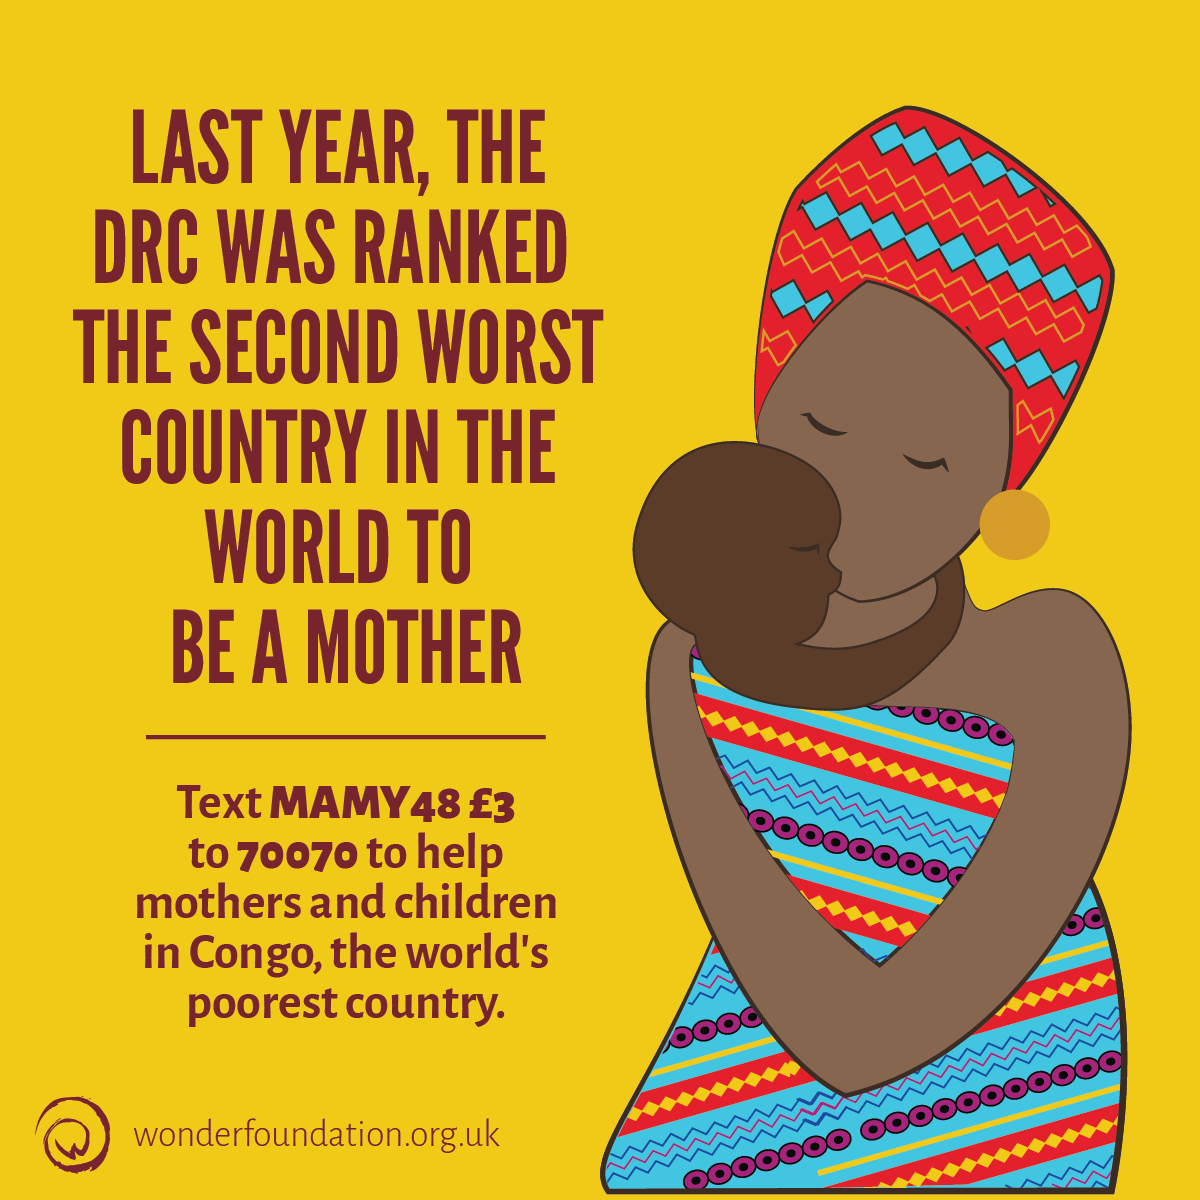 LAST YEAR, THE
DRC WAS RANKED
THE SECOND WORST
COUNTRY IN THE
WORLD TO
BE A MOTHER
Text MAMY48 £3
to 70070 to help
mothers and children
in Congo, the world's
poorest country.
wonderfoundation.org.uk